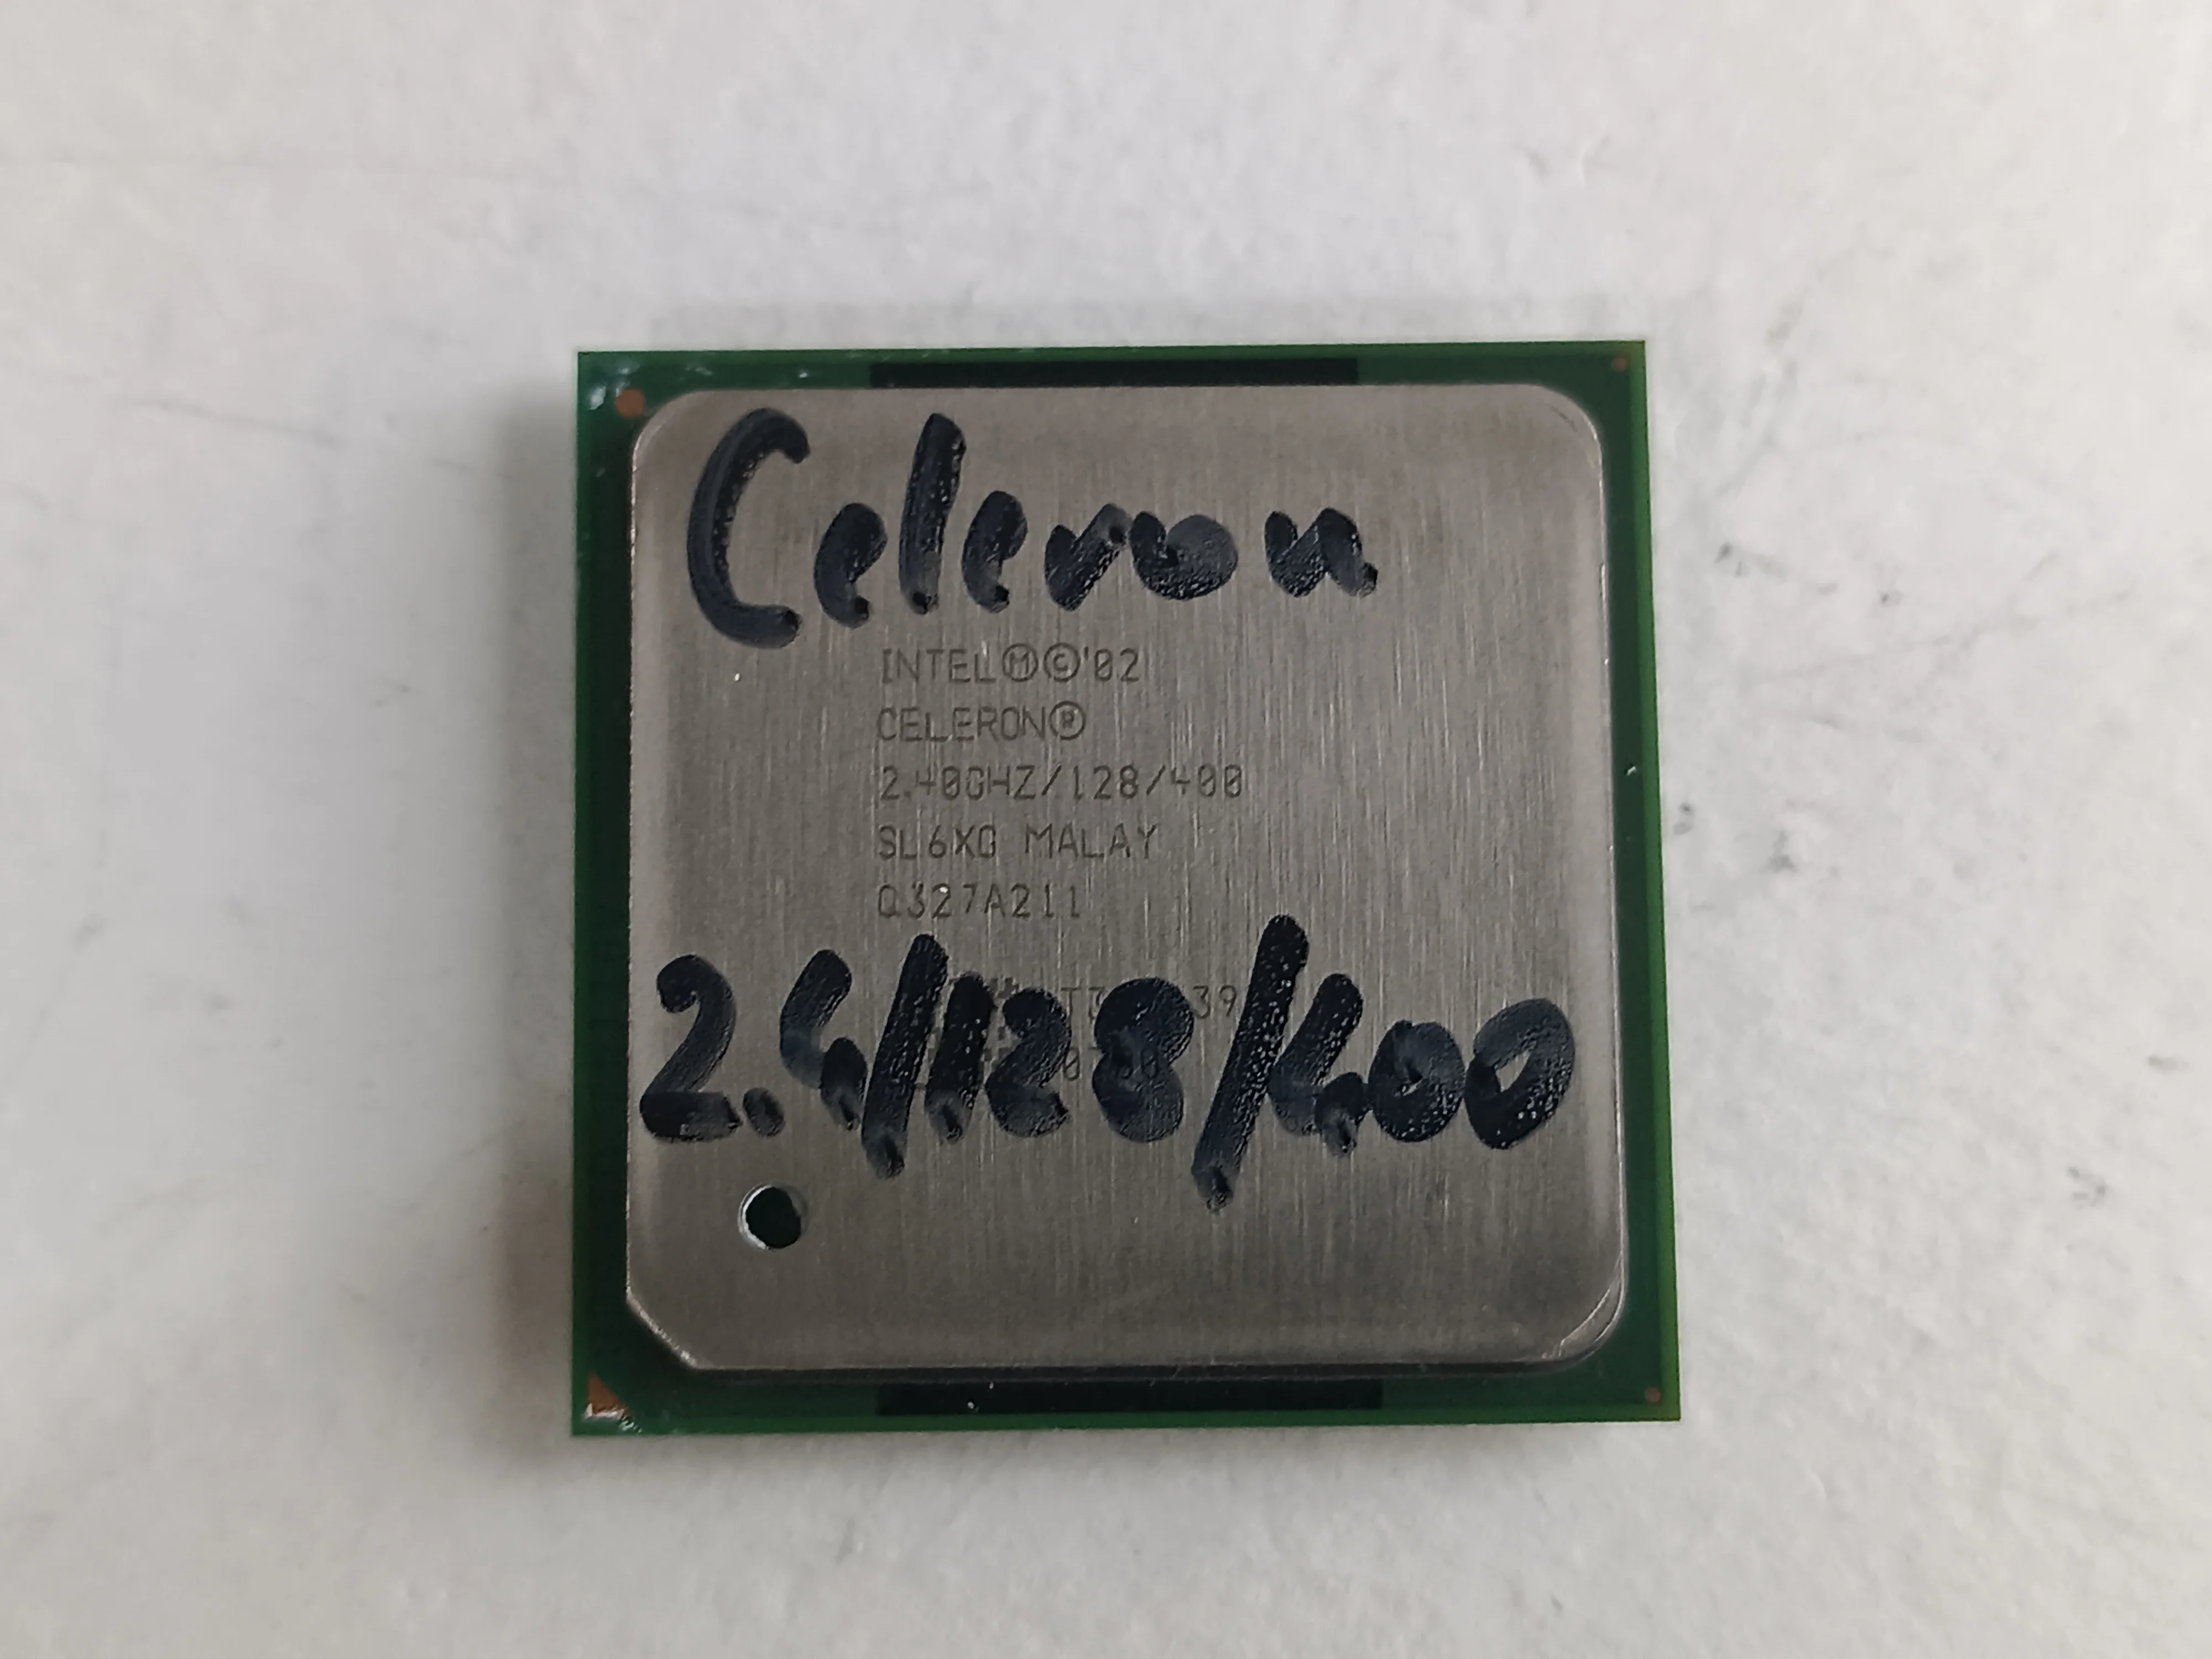 Celeron
INTEL Ⓜ©'02
CELERON®
2.40GHZ/128/400
SL6XG MALAY
Q327A211
2.4/128/400